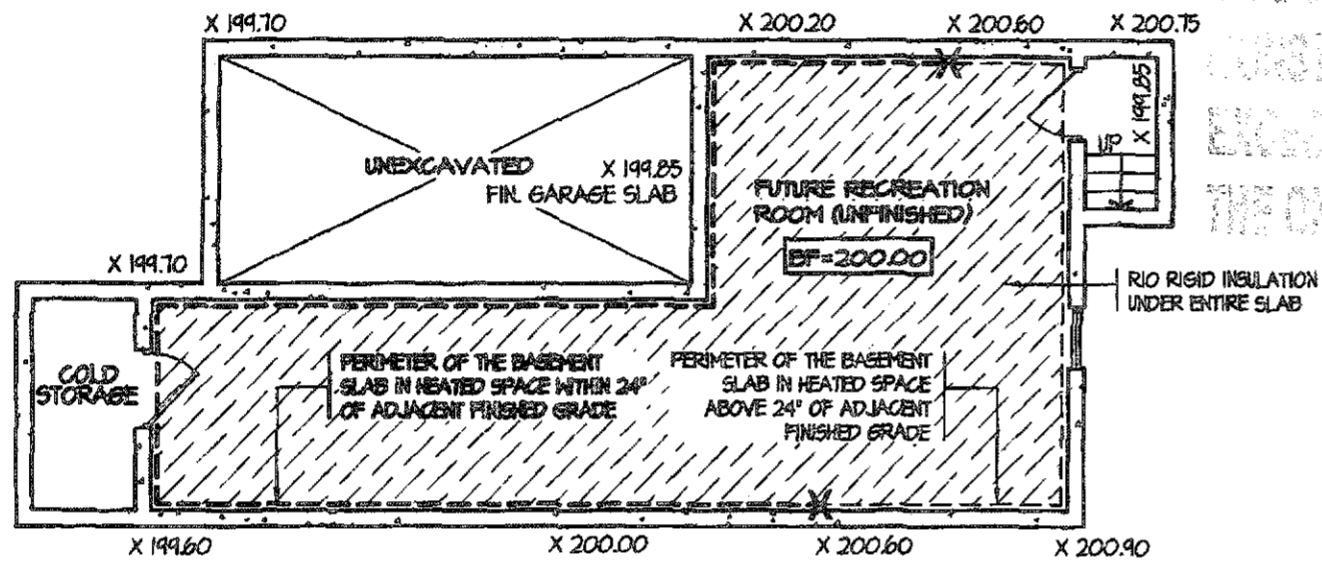 X 199.70
X 200.20
X 200.60
X 200.75
X 199.85
UP
UNEXCAVATED
X 199.85
FIN. GARAGE SLAB
FUTURE RECREATION
ROOM (UNFINISHED)
BF=200.00
X 199.70
R10 RIGID INSULATION
UNDER ENTIRE SLAB
COLD
STORAGE
PERIMETER OF THE BASEMENT
SLAB IN HEATED SPACE WITHIN 24"
OF ADJACENT FINISHED GRADE
PERIMETER OF THE BASEMENT
SLAB IN HEATED SPACE
ABOVE 24" OF ADJACENT
FINISHED GRADE
X 199.60
X 200.00
X 200.60
X 200.90